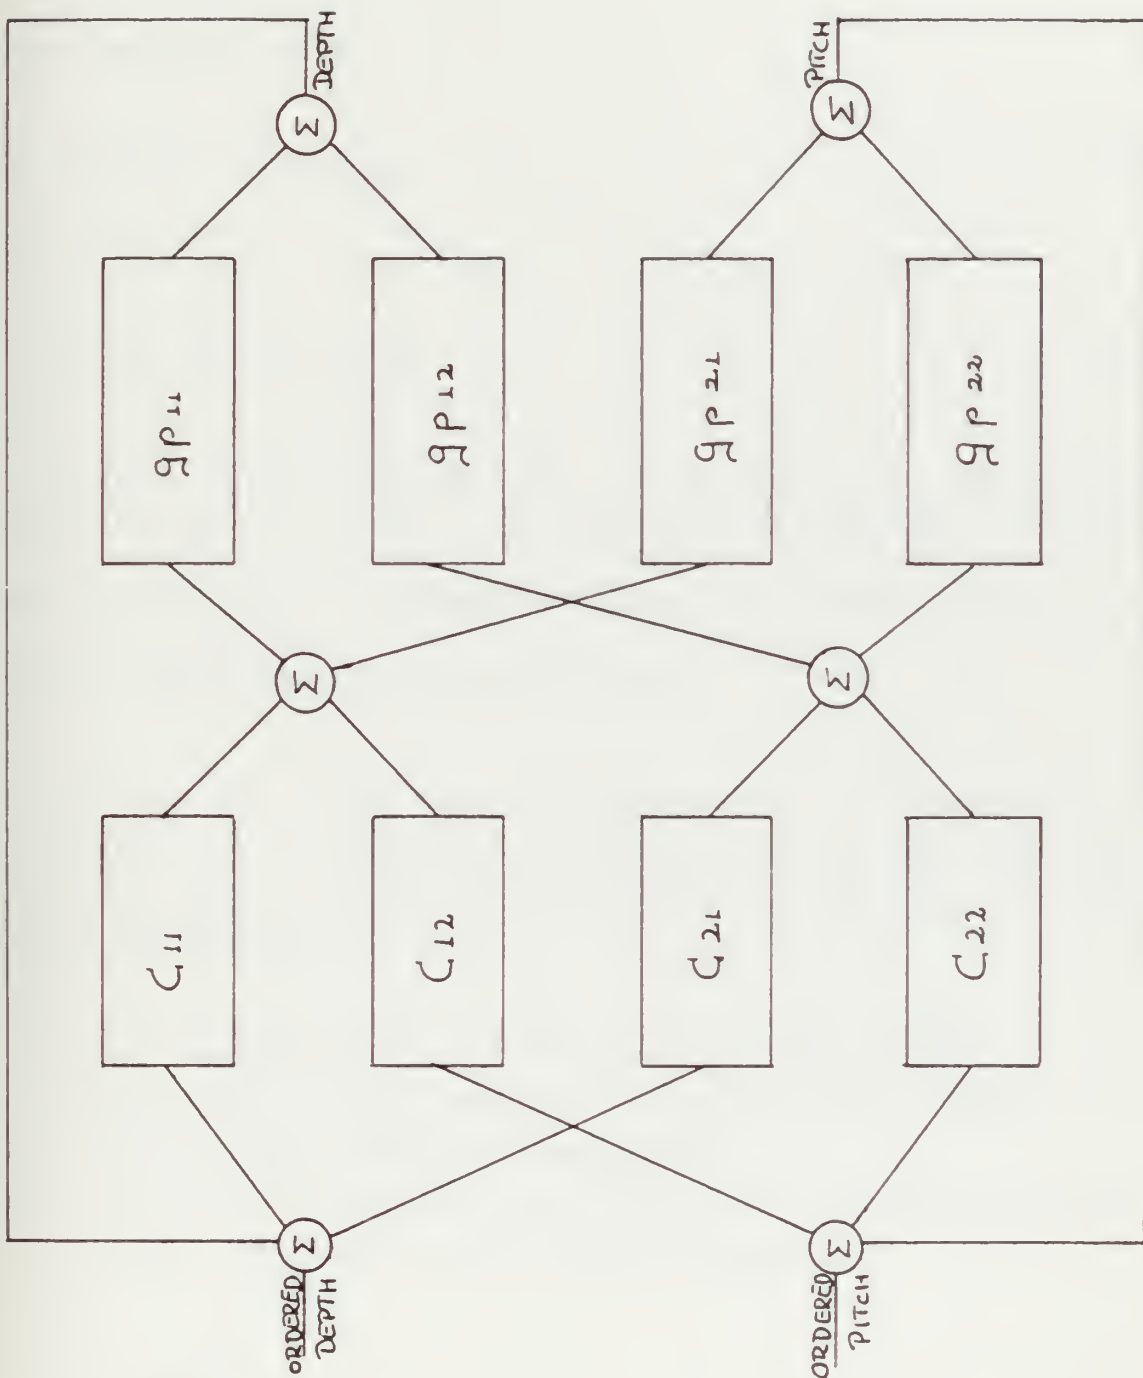 ORDERED
DEPTH
Σ
C11
C12
Σ
gp11
gp12
Σ
DEPTH
ORDERED
PITCH
Σ
C21
C22
Σ
gp21
gp22
Σ
PITCH